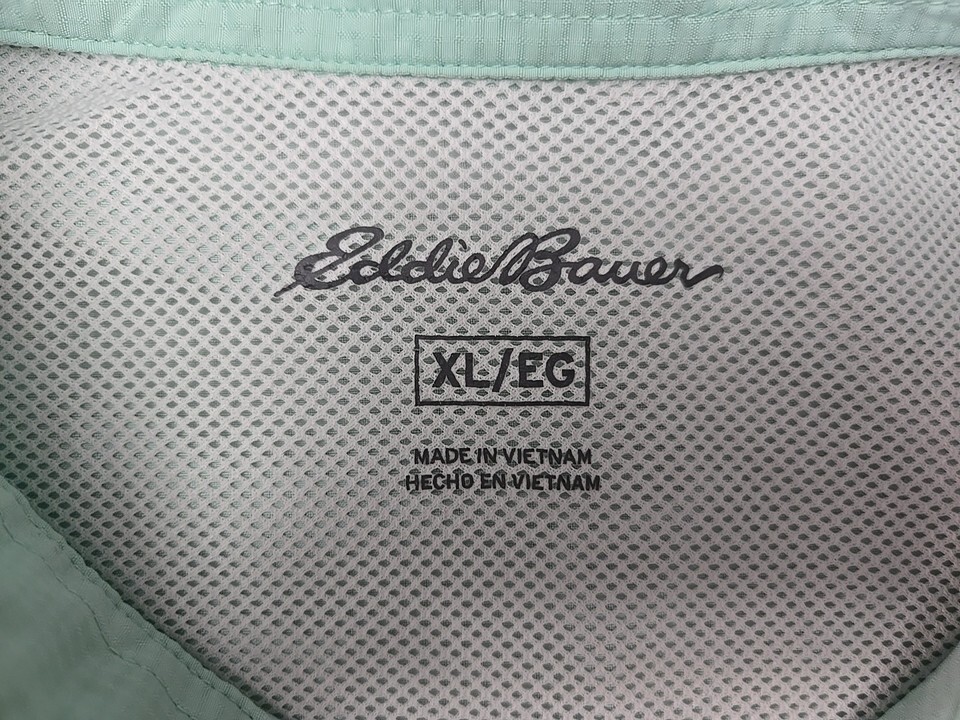 Eddie Bauer
XL/EG
MADE IN VIETNAM
HECHO EN VIETNAM